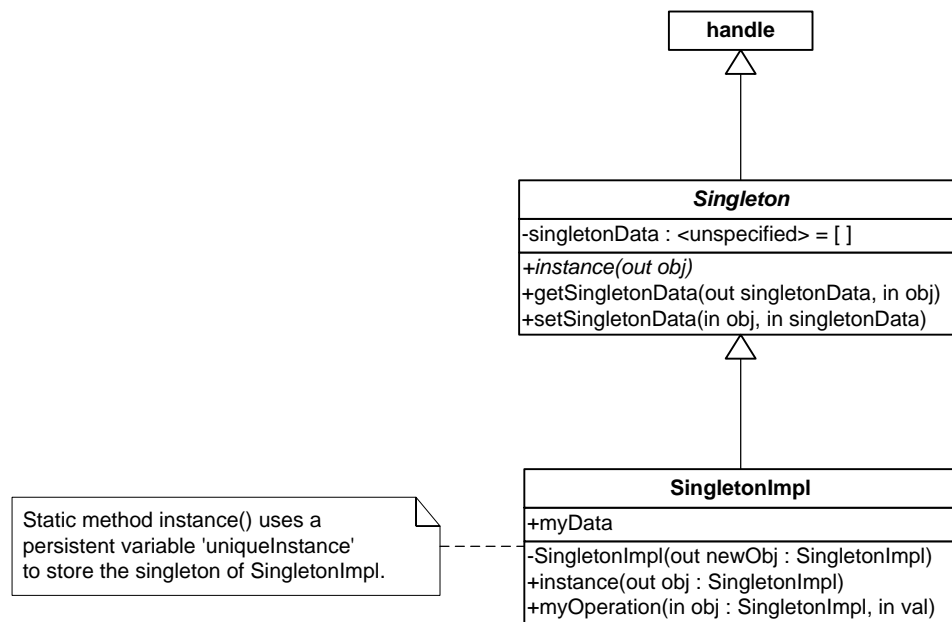 handle
Singleton
-singletonData : <unspecified> = [ ]
+instance(out obj)
+getSingletonData(out singletonData, in obj)
+setSingletonData(in obj, in singletonData)
SingletonImpl
+myData
-SingletonImpl(out newObj : SingletonImpl)
+instance(out obj : SingletonImpl)
+myOperation(in obj : SingletonImpl, in val)
Static method instance() uses a
persistent variable 'uniqueInstance'
to store the singleton of SingletonImpl.